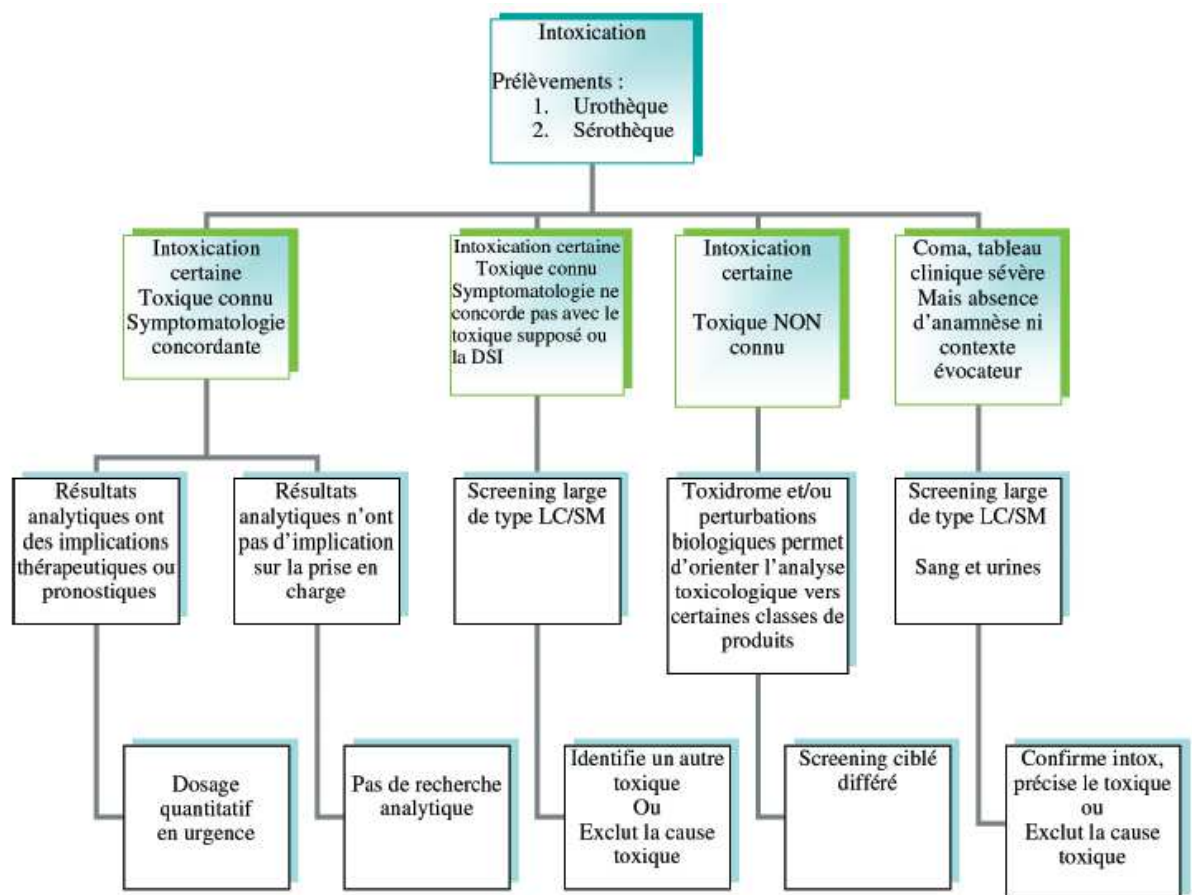 Intoxication
Prélèvements :
1. Urothèque
2. Sérothèque
Intoxication
certaine
Toxique connu
Symptomatologie
concordante
Intoxication certaine
Toxique connu
Symptomatologie ne
concorde pas avec le
toxique supposé ou
la DSI
Intoxication
certaine
Toxique NON
connu
Coma, tableau
clinique sévère
Mais absence
d'anamnèse ni
contexte
évocateur
Résultats
analytiques ont
des implications
thérapeutiques ou
pronostiques
Résultats
analytiques n'ont
pas d'implication
sur la prise en
charge
Screening large
de type LC/SM
Toxidrome et/ou
perturbations
biologiques permet
d'orienter l'analyse
toxicologique vers
certaines classes de
produits
Screening large
de type LC/SM
Sang et urines
Dosage
quantitatif
en urgence
Pas de recherche
analytique
Identifie un autre
toxique
Ou
Exclut la cause
toxique
Screening ciblé
différé
Confirme intox,
précise le toxique
ou
Exclut la cause
toxique